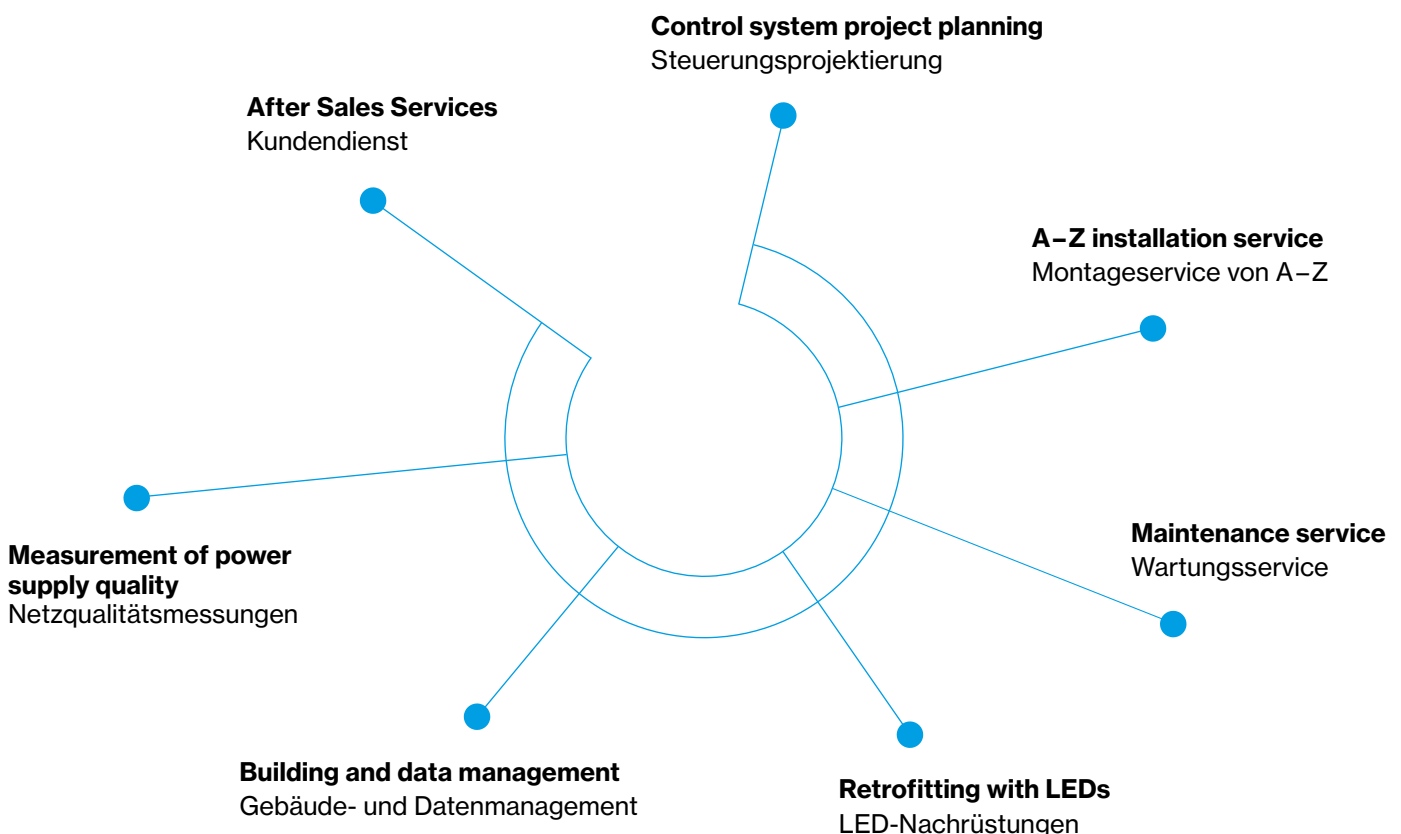 Control system project planning
Steuerungsprojektierung
After Sales Services
Kundendienst
A–Z installation service
Montageservice von A–Z
Maintenance service
Wartungsservice
Measurement of power
supply quality
Netzqualitätsmessungen
Building and data management
Gebäude- und Datenmanagement
Retrofitting with LEDs
LED-Nachrüstungen